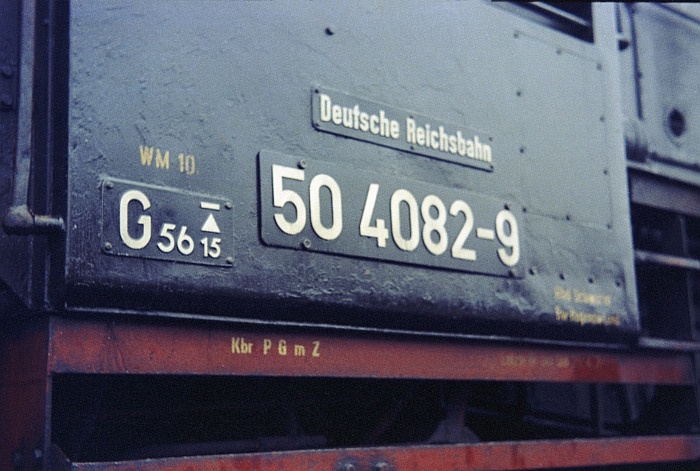 Deutsche Reichsbahn
WM 10
50 4082-9
G 56 15
Kbr P G m Z